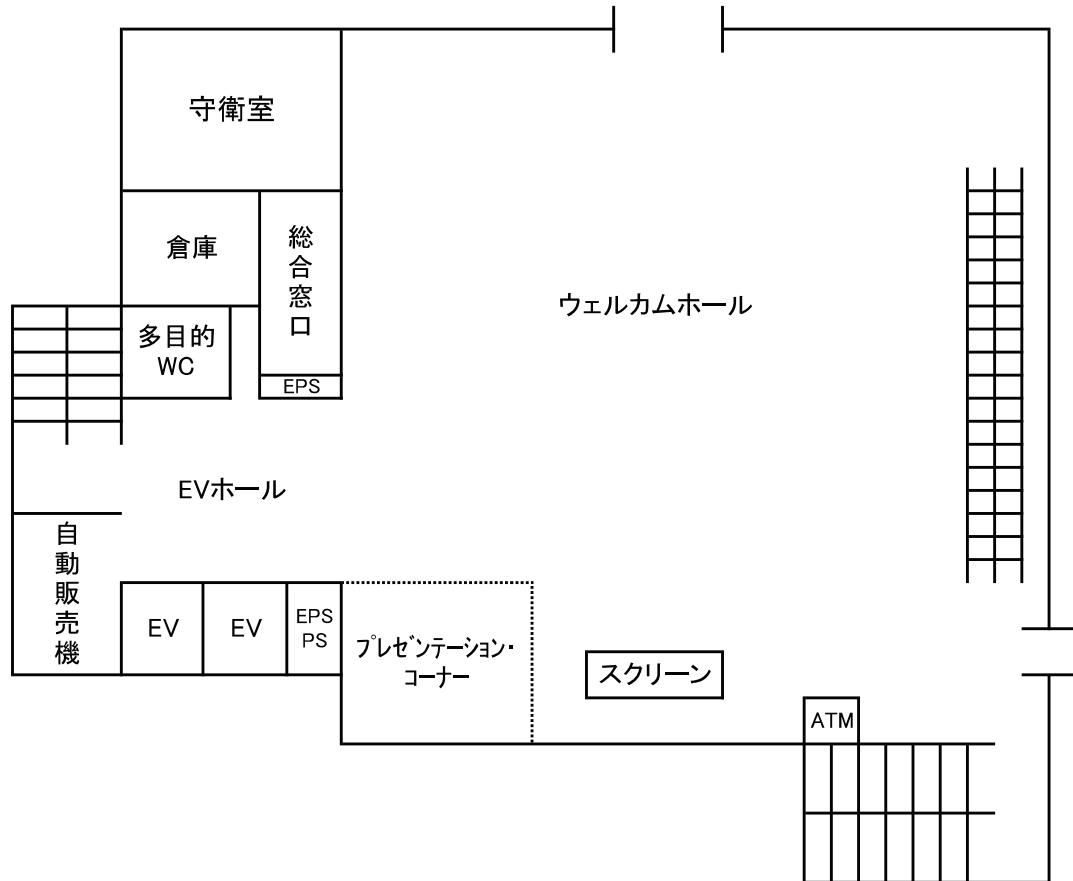 守衛室
倉庫
総合窓口
ウェルカムホール
多目的
WC
EPS
EVホール
自動販売機
EV
EV
EPS
PS
プレゼンテーション・
コーナー
スクリーン
ATM